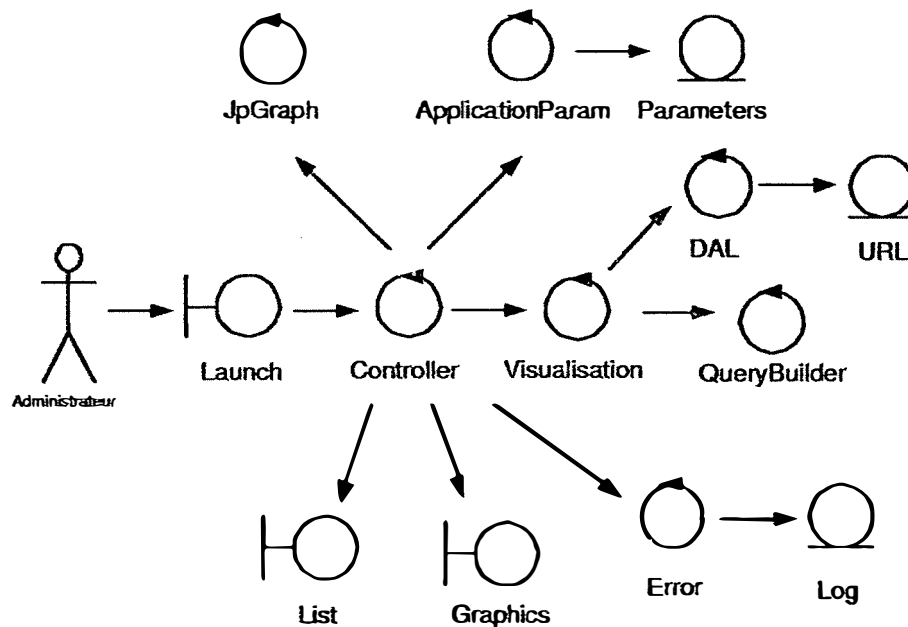 JpGraph
ApplicationParam
Parameters
DAL
URL
Administrateur
Launch
Controller
Visualisation
QueryBuilder
List
Graphics
Error
Log